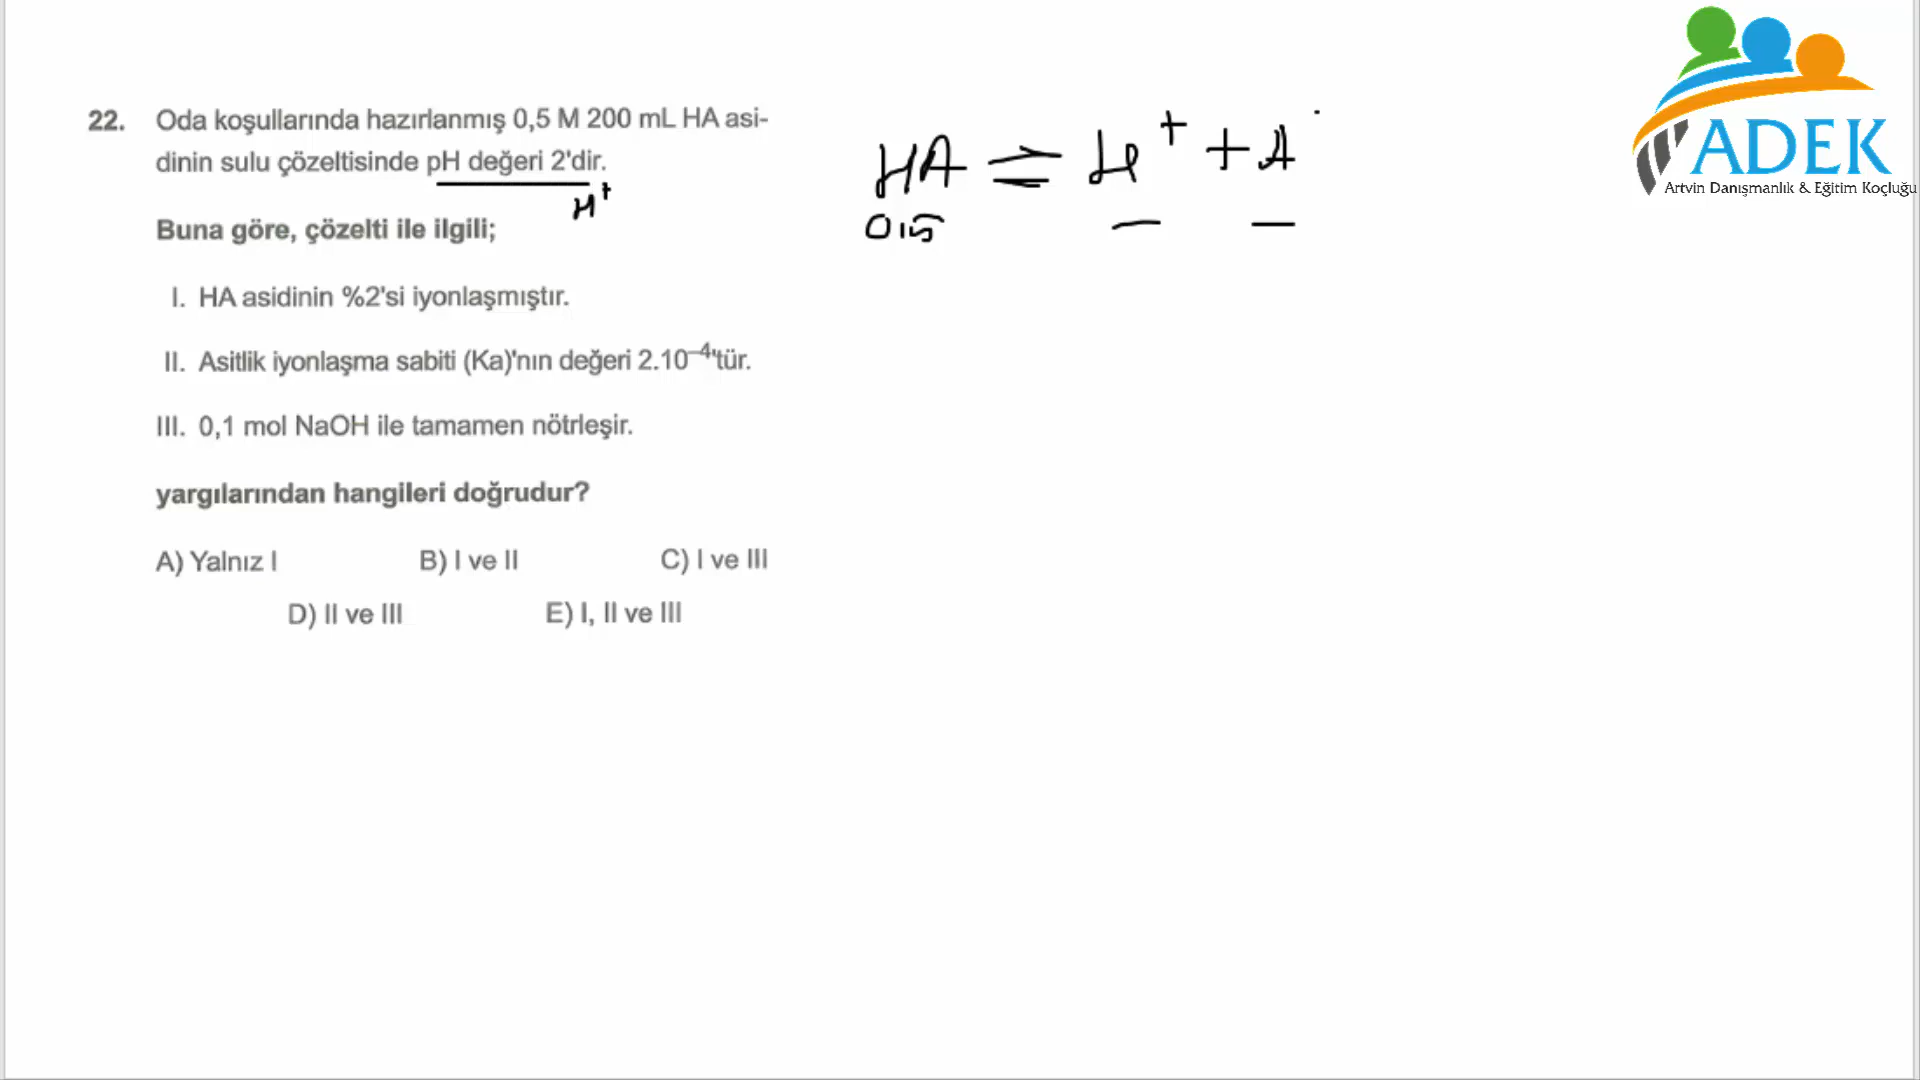 22. Oda koşullarında hazırlanmış 0,5 M 200 mL HA asi-
dinin sulu çözeltisinde pH değeri 2'dir.
H⁺
Buna göre, çözelti ile ilgili;
I. HA asidinin %2'si iyonlaşmıştır.
II. Asitlik iyonlaşma sabiti (Ka)'nın değeri 2.10⁻⁴'tür.
III. 0,1 mol NaOH ile tamamen nötrleşir.
yargılarından hangileri doğrudur?
A) Yalnız I B) I ve II C) I ve III
D) II ve III E) I, II ve III
HA ⇌ H⁺ + A
0,5 — —
ADEK
Artvin Danışmanlık & Eğitim Koçluğu